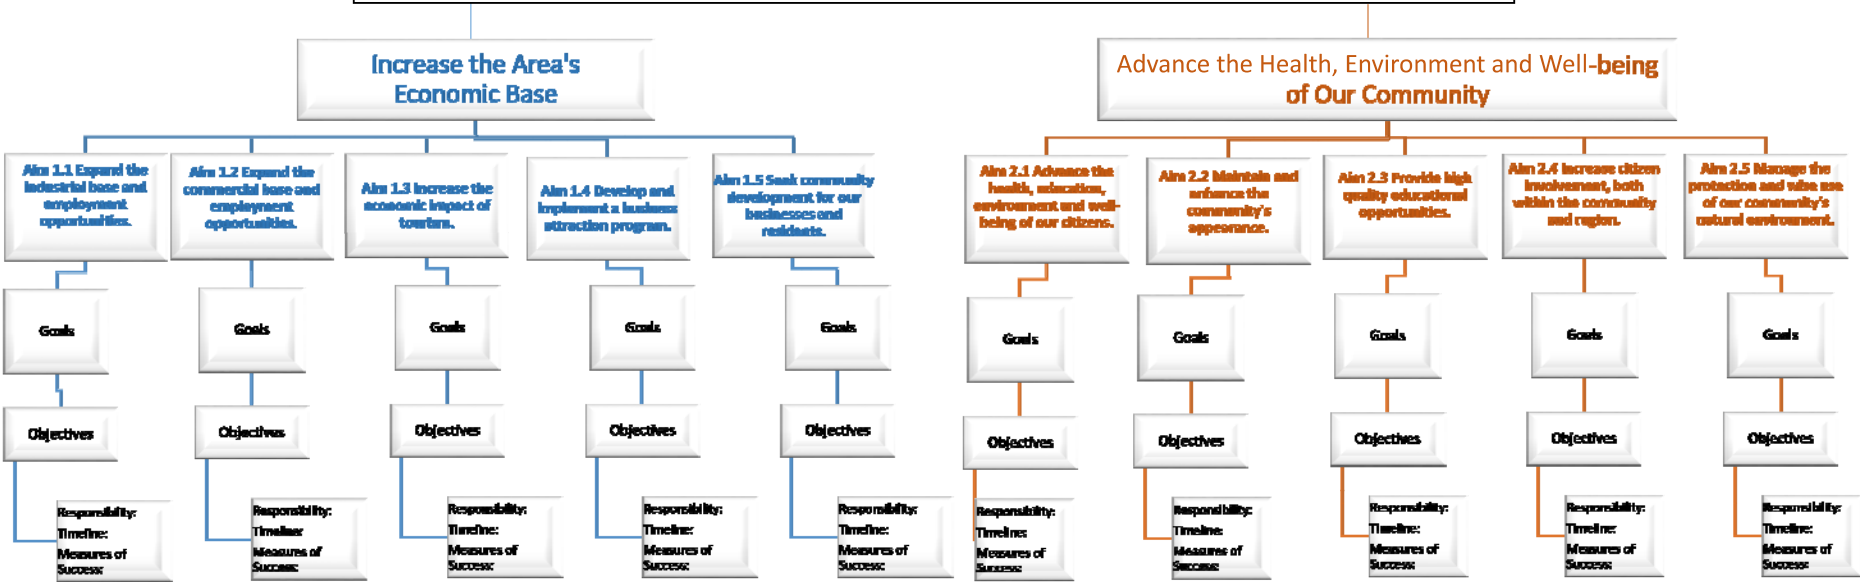 Increase the Area's
Economic Base
Advance the Health, Environment and Well-being
of Our Community
Aim 1.1 Expand the
industrial base and
employment
opportunities.
Aim 1.2 Expand the
commercial base and
employment
opportunities.
Aim 1.3 Increase the
economic impact of
tourism.
Aim 1.4 Develop and
implement a business
attraction program.
Aim 1.5 Seek community
development for our
businesses and
residents.
Aim 2.1 Advance the
health, education,
environment and well-
being of our citizens.
Aim 2.2 Maintain and
enhance the
community's
appearance.
Aim 2.3 Provide high
quality educational
opportunities.
Aim 2.4 Increase citizen
involvement, both
within the community
and region.
Aim 2.5 Manage the
protection and wise use
of our community's
natural environment.
Goals
Goals
Goals
Goals
Goals
Goals
Goals
Goals
Goals
Goals
Objectives
Objectives
Objectives
Objectives
Objectives
Objectives
Objectives
Objectives
Objectives
Objectives
Responsibility:
Timeline:
Measures of
Success:
Responsibility:
Timeline:
Measures of
Success:
Responsibility:
Timeline:
Measures of
Success:
Responsibility:
Timeline:
Measures of
Success:
Responsibility:
Timeline:
Measures of
Success:
Responsibility:
Timeline:
Measures of
Success:
Responsibility:
Timeline:
Measures of
Success:
Responsibility:
Timeline:
Measures of
Success:
Responsibility:
Timeline:
Measures of
Success:
Responsibility:
Timeline:
Measures of
Success: